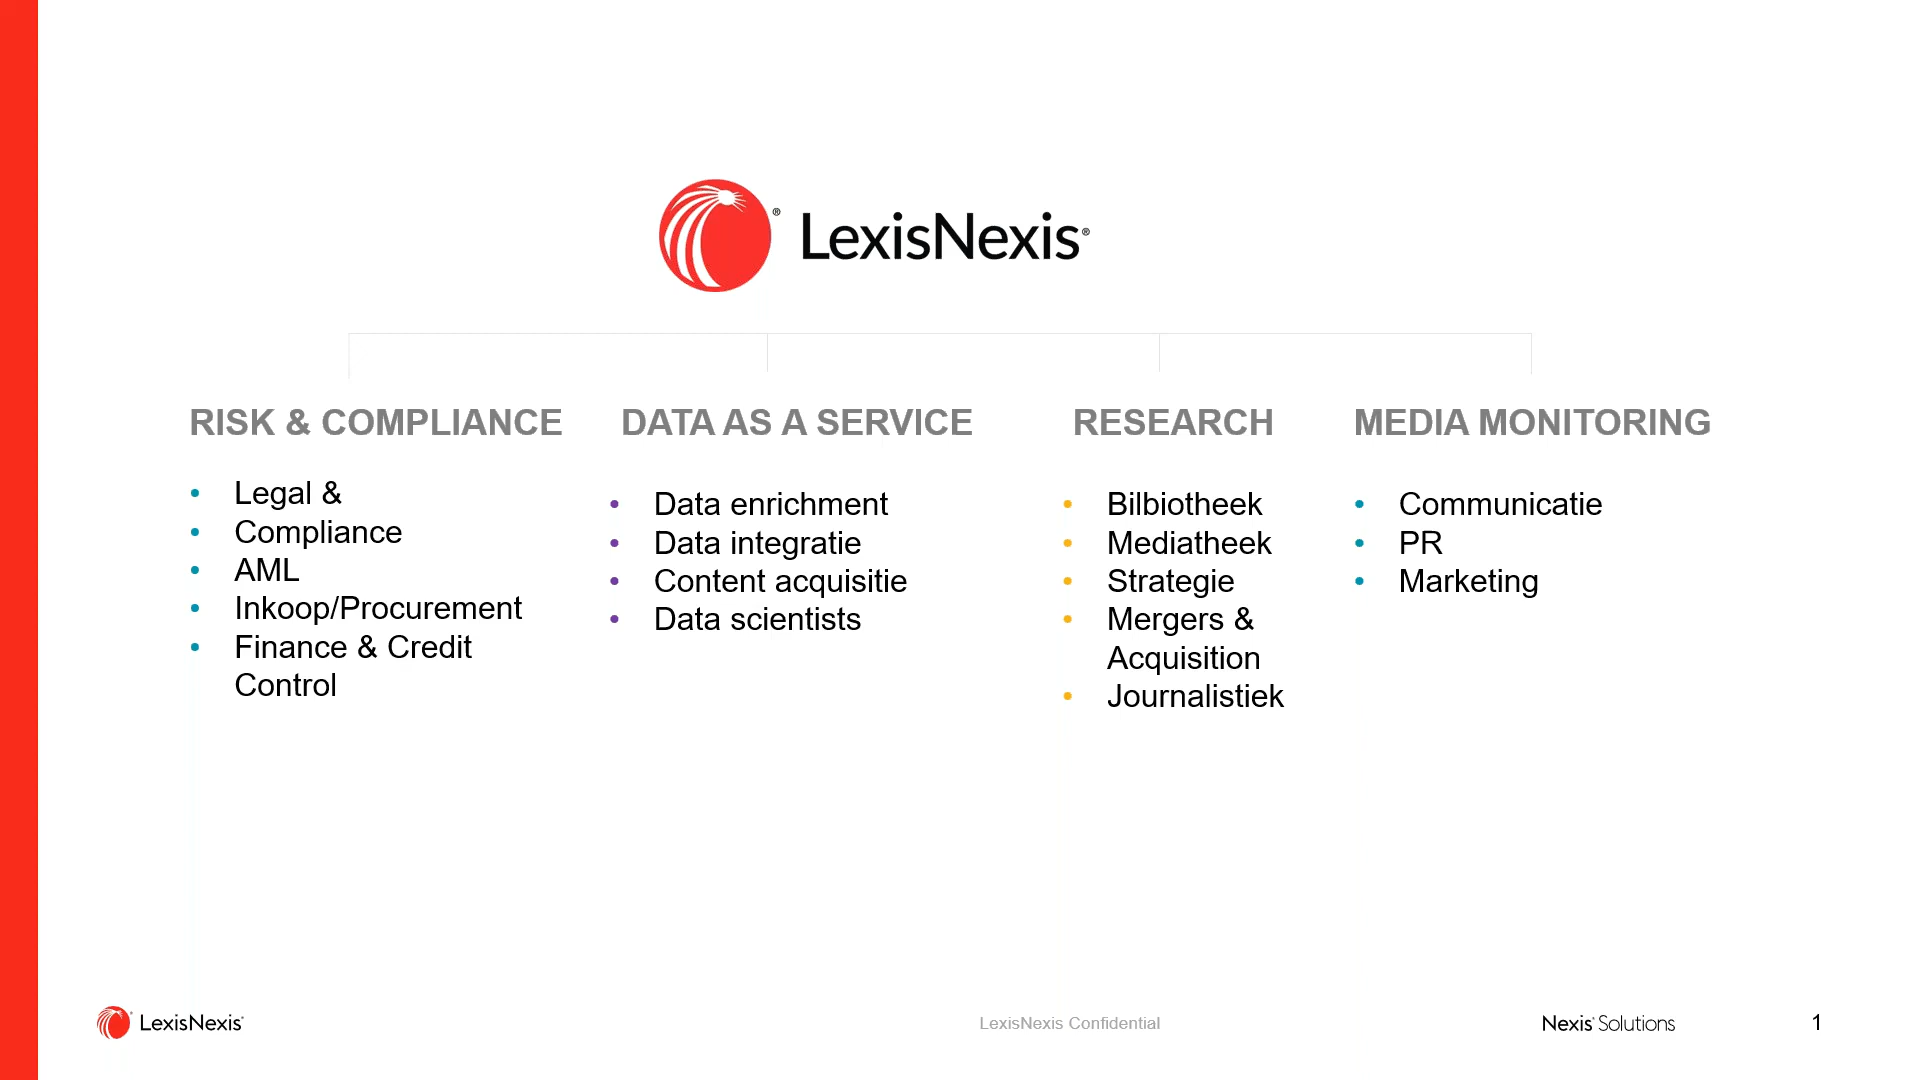 LexisNexis®
RISK & COMPLIANCE
Legal &
Compliance
AML
Inkoop/Procurement
Finance & Credit
Control
DATA AS A SERVICE
Data enrichment
Data integratie
Content acquisitie
Data scientists
RESEARCH
Bilbiotheek
Mediatheek
Strategie
Mergers &
Acquisition
Journalistiek
MEDIA MONITORING
Communicatie
PR
Marketing
LexisNexis®
LexisNexis Confidential
Nexis® Solutions
1